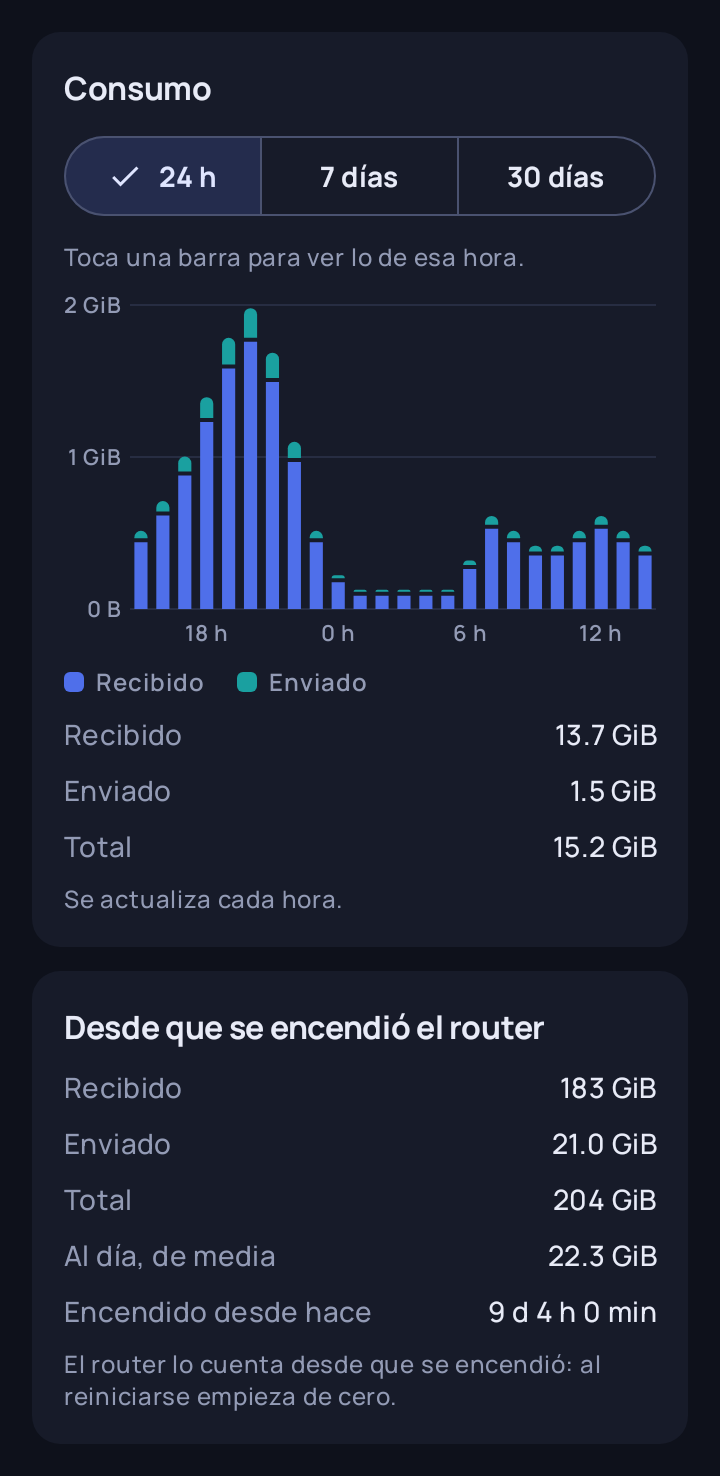 Consumo
24 h
7 días
30 días
Toca una barra para ver lo de esa hora.
2 GiB
1 GiB
0 B
18 h
0 h
6 h
12 h
Recibido
Enviado
Recibido 13.7 GiB
Enviado 1.5 GiB
Total 15.2 GiB
Se actualiza cada hora.
Desde que se encendió el router
Recibido 183 GiB
Enviado 21.0 GiB
Total 204 GiB
Al día, de media 22.3 GiB
Encendido desde hace 9 d 4 h 0 min
El router lo cuenta desde que se encendió: al
reiniciarse empieza de cero.